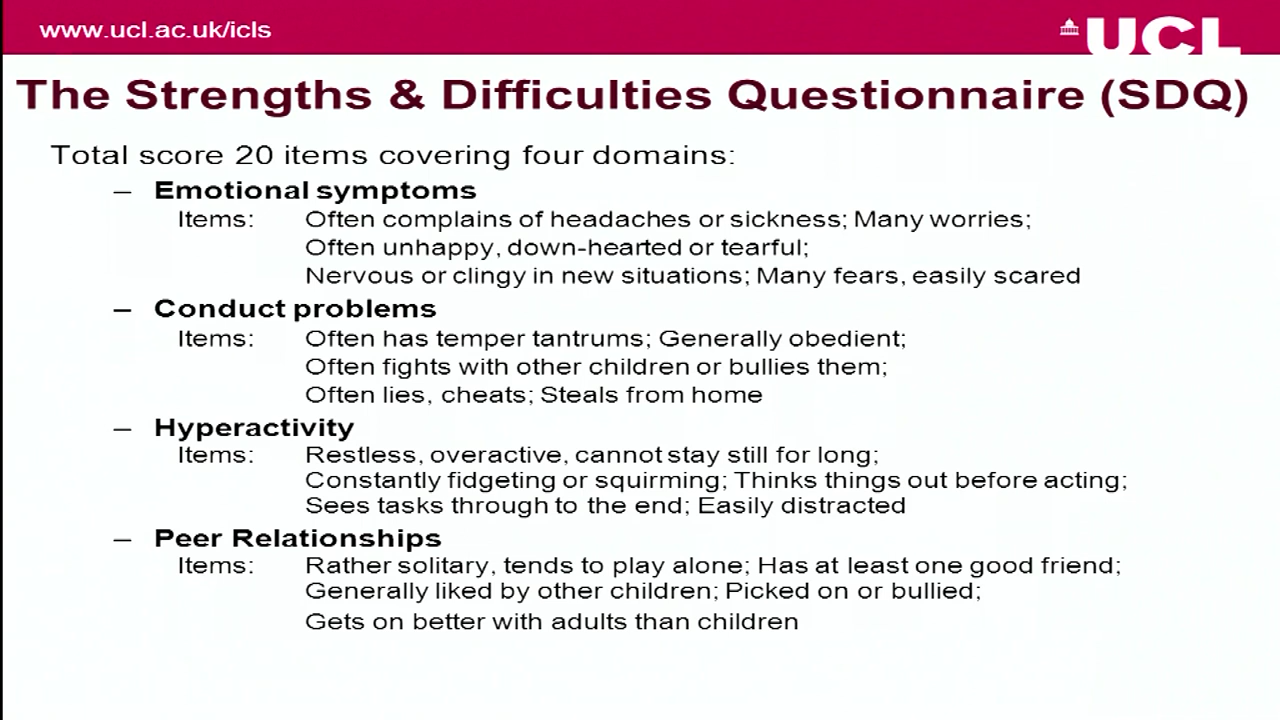 www.ucl.ac.uk/icls
UCL
The Strengths & Difficulties Questionnaire (SDQ)
Total score 20 items covering four domains:
– Emotional symptoms
Items: Often complains of headaches or sickness; Many worries;
Often unhappy, down-hearted or tearful;
Nervous or clingy in new situations; Many fears, easily scared
– Conduct problems
Items: Often has temper tantrums; Generally obedient;
Often fights with other children or bullies them;
Often lies, cheats; Steals from home
– Hyperactivity
Items: Restless, overactive, cannot stay still for long;
Constantly fidgeting or squirming; Thinks things out before acting;
Sees tasks through to the end; Easily distracted
– Peer Relationships
Items: Rather solitary, tends to play alone; Has at least one good friend;
Generally liked by other children; Picked on or bullied;
Gets on better with adults than children